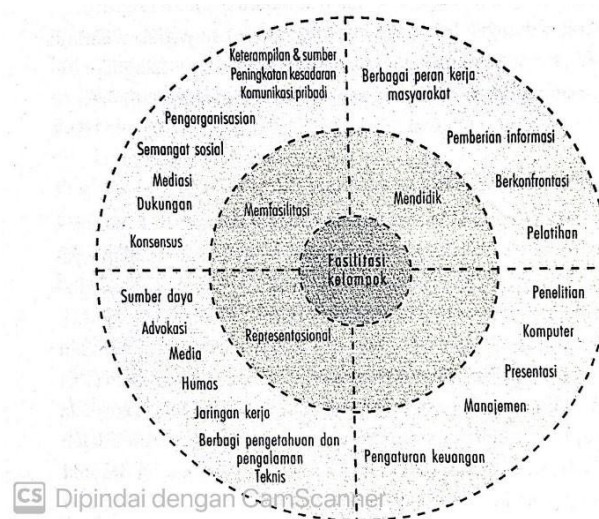 Keterampilan & sumber
Peningkatan kesadaran
Komunikasi pribadi
Pengorganisasian
Semangat sosial
Mediasi
Dukungan
Konsensus
Memfasilitasi
Berbagai peran kerja
masyarakat
Pemberian informasi
Berkonfrontasi
Pelatihan
Mendidik
Fasilitasi
kelompok
Sumber daya
Advokasi
Media
Humas
Jaringan kerja
Berbagi pengetahuan dan
pengalaman
Teknis
Representasional
Penelitian
Komputer
Presentasi
Manajemen
Pengaturan keuangan
CS Dipindai dengan CamScanner